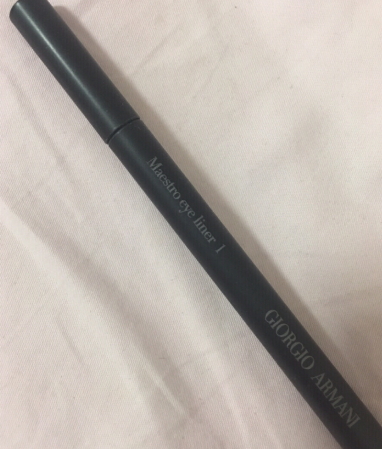 Maestro eye liner 1
GIORGIO ARMANI